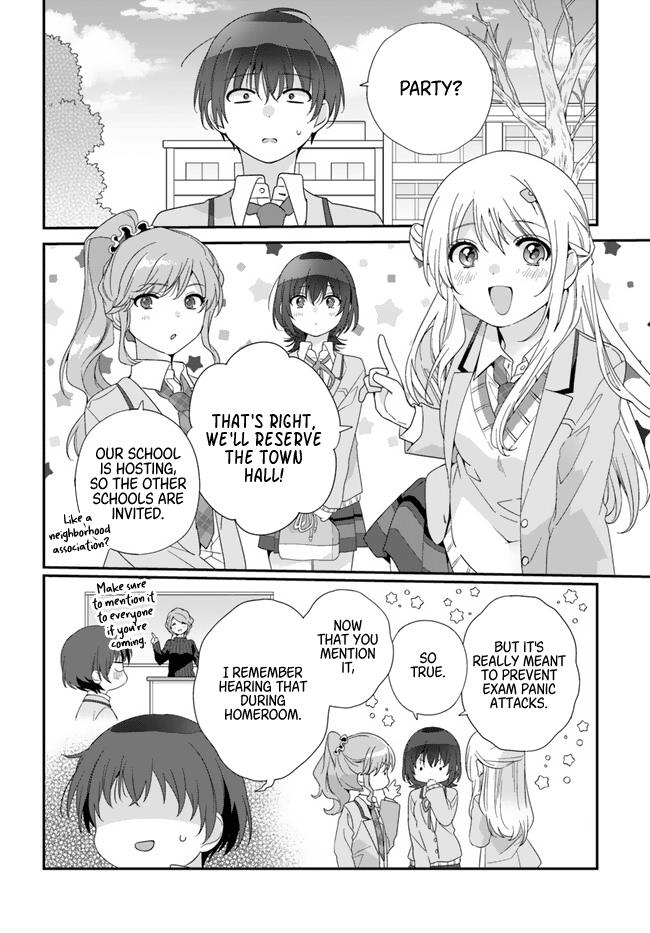 PARTY?
THAT'S RIGHT,
WE'LL RESERVE
THE TOWN
HALL!
OUR SCHOOL
IS HOSTING,
SO THE OTHER
SCHOOLS ARE
INVITED.
Like a
neighborhood
association?
BUT IT'S
REALLY MEANT
TO PREVENT
EXAM PANIC
ATTACKS.
SO
TRUE.
NOW
THAT YOU
MENTION
IT,
I REMEMBER
HEARING THAT
DURING
HOMEROOM.
Make sure
to mention it
to everyone
if you're
coming.